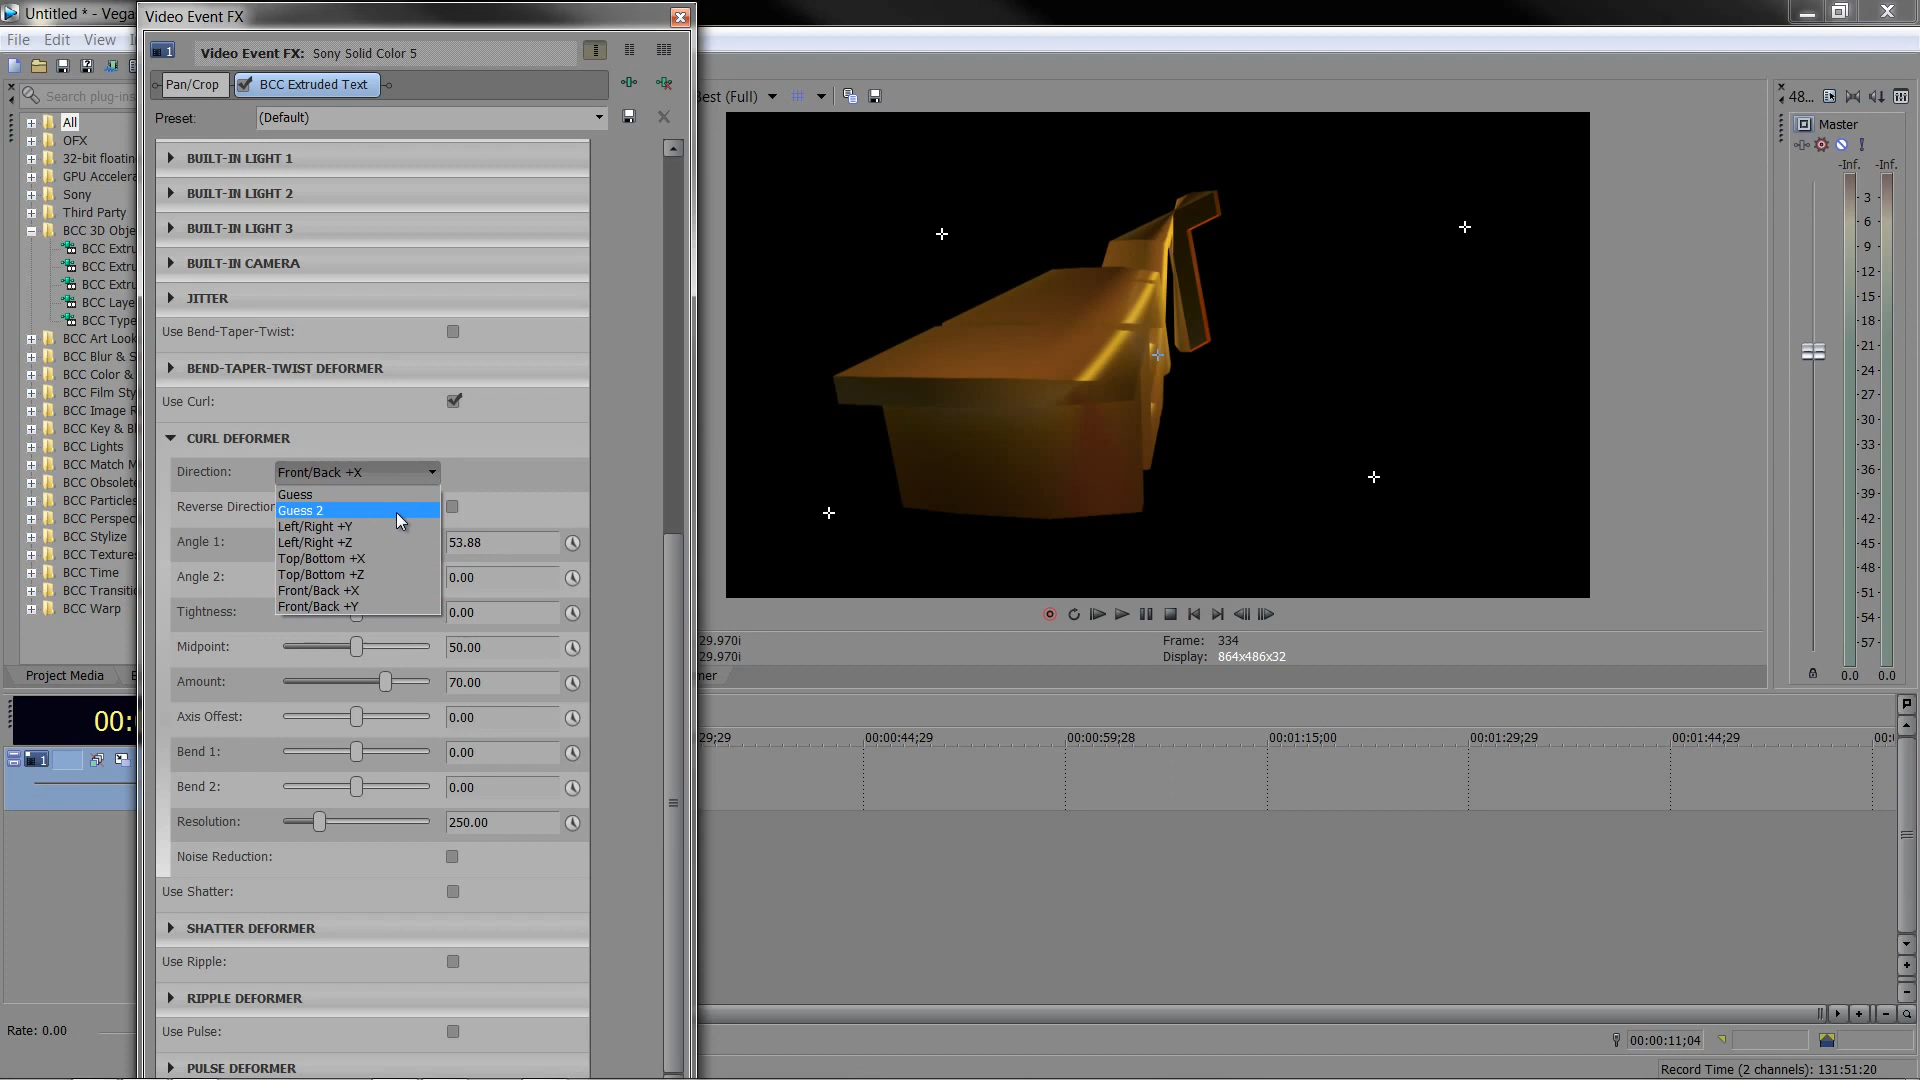 Untitled * - Vega
Video Event FX
File Edit View
1 Video Event FX: Sony Solid Color 5
Pan/Crop BCC Extruded Text
Preset: (Default)
Search plug-ins
All
OFX
32-bit floatin
GPU Accelera
Sony
Third Party
BCC 3D Obje
BCC Extru
BCC Extru
BCC Extru
BCC Laye
BCC Type
BCC Art Look
BCC Blur & S
BCC Color &
BCC Film Sty
BCC Image R
BCC Key & Bl
BCC Lights
BCC Match M
BCC Obsolete
BCC Particles
BCC Perspec
BCC Stylize
BCC Textures
BCC Time
BCC Transitio
BCC Warp
Project Media
BUILT-IN LIGHT 1
BUILT-IN LIGHT 2
BUILT-IN LIGHT 3
BUILT-IN CAMERA
JITTER
Use Bend-Taper-Twist:
BEND-TAPER-TWIST DEFORMER
Use Curl:
CURL DEFORMER
Direction: Front/Back +X
Guess
Guess 2
Left/Right +Y
Left/Right +Z
Top/Bottom +X
Top/Bottom +Z
Front/Back +X
Front/Back +Y
Reverse Direction
Angle 1: 53.88
Angle 2: 0.00
Tightness: 0.00
Midpoint: 50.00
Amount: 70.00
Axis Offest: 0.00
Bend 1: 0.00
Bend 2: 0.00
Resolution: 250.00
Noise Reduction:
Use Shatter:
SHATTER DEFORMER
Use Ripple:
RIPPLE DEFORMER
Use Pulse:
PULSE DEFORMER
Best (Full)
29.970i Frame: 334
29.970i Display: 864x486x32
ner
48...
Master
-Inf. -Inf.
3
6
9
12
15
18
21
24
27
30
33
36
39
42
45
48
51
54
57
0.0 0.0
00:
1
29;29 00:00:44;29 00:00:59;28 00:01:15;00 00:01:29;29 00:01:44;29 00:0
Rate: 0.00
00:00:11;04
Record Time (2 channels): 131:51:20